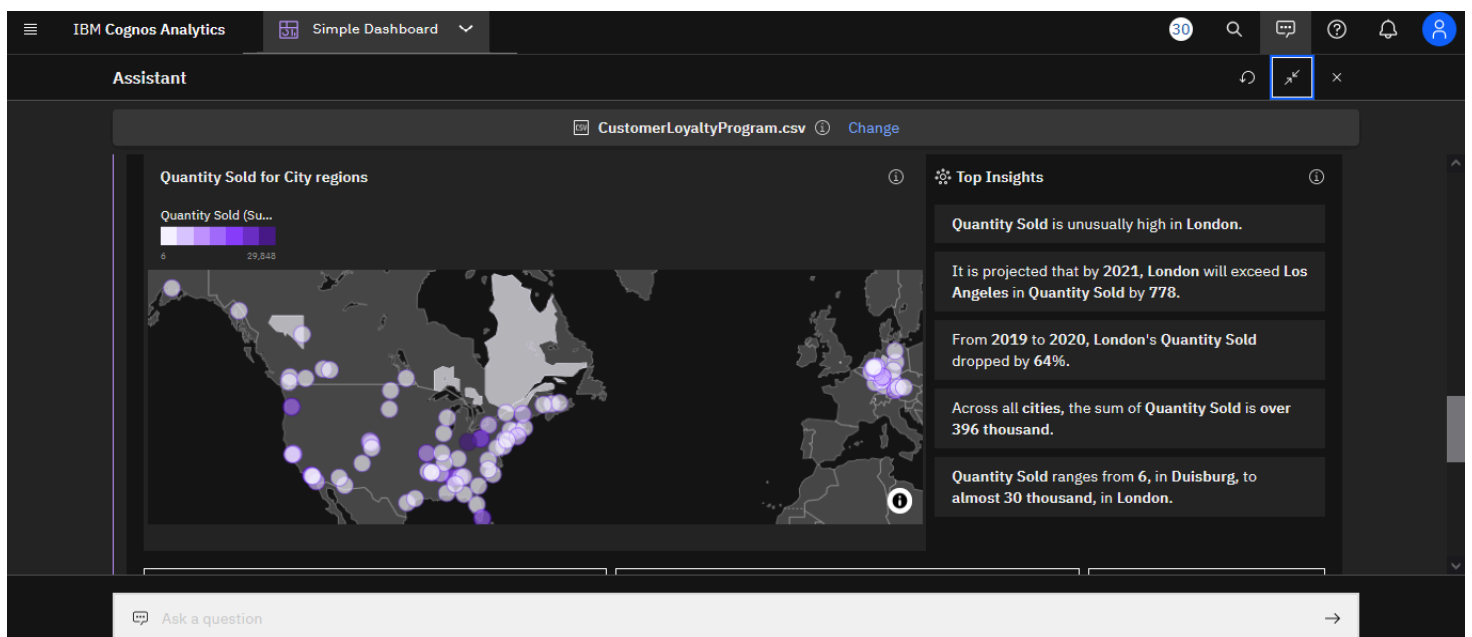 IBM Cognos Analytics
Simple Dashboard
30
Assistant
CSV
CustomerLoyaltyProgram.csv
Change
Quantity Sold for City regions
Quantity Sold (Su...
6 29,848
Top Insights
Quantity Sold is unusually high in London.
It is projected that by 2021, London will exceed Los
Angeles in Quantity Sold by 778.
From 2019 to 2020, London's Quantity Sold
dropped by 64%.
Across all cities, the sum of Quantity Sold is over
396 thousand.
Quantity Sold ranges from 6, in Duisburg, to
almost 30 thousand, in London.
Ask a question